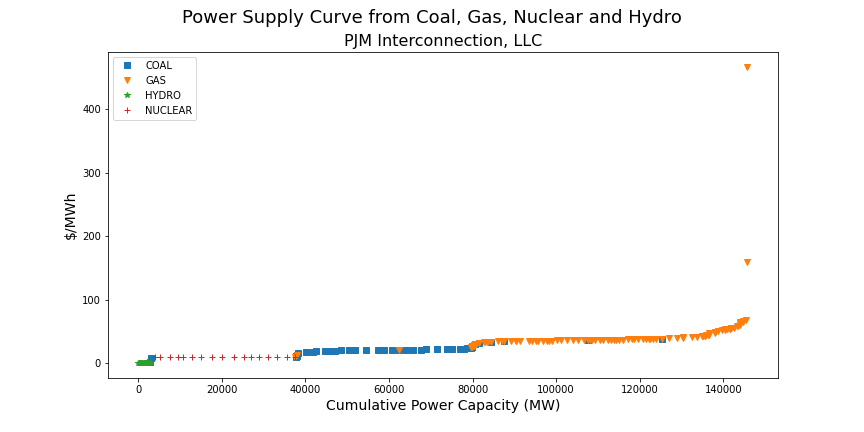 Power Supply Curve from Coal, Gas, Nuclear and Hydro
PJM Interconnection, LLC
COAL
GAS
HYDRO
NUCLEAR
400
300
200
100
0
$/MWh
0 20000 40000 60000 80000 100000 120000 140000
Cumulative Power Capacity (MW)